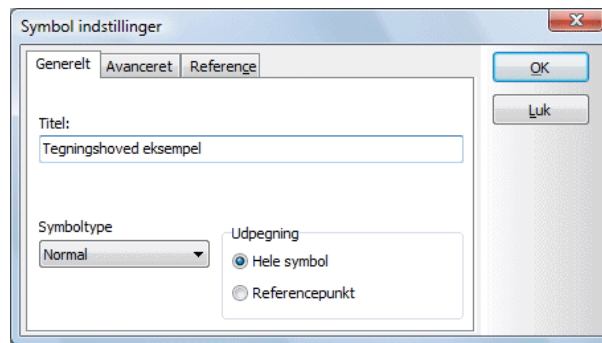 Symbol indstillinger
Generelt Avanceret Reference
OK
Luk
Titel:
Tegningshoved eksempel
Symboltype
Normal
Udpegning
Hele symbol
Referencepunkt